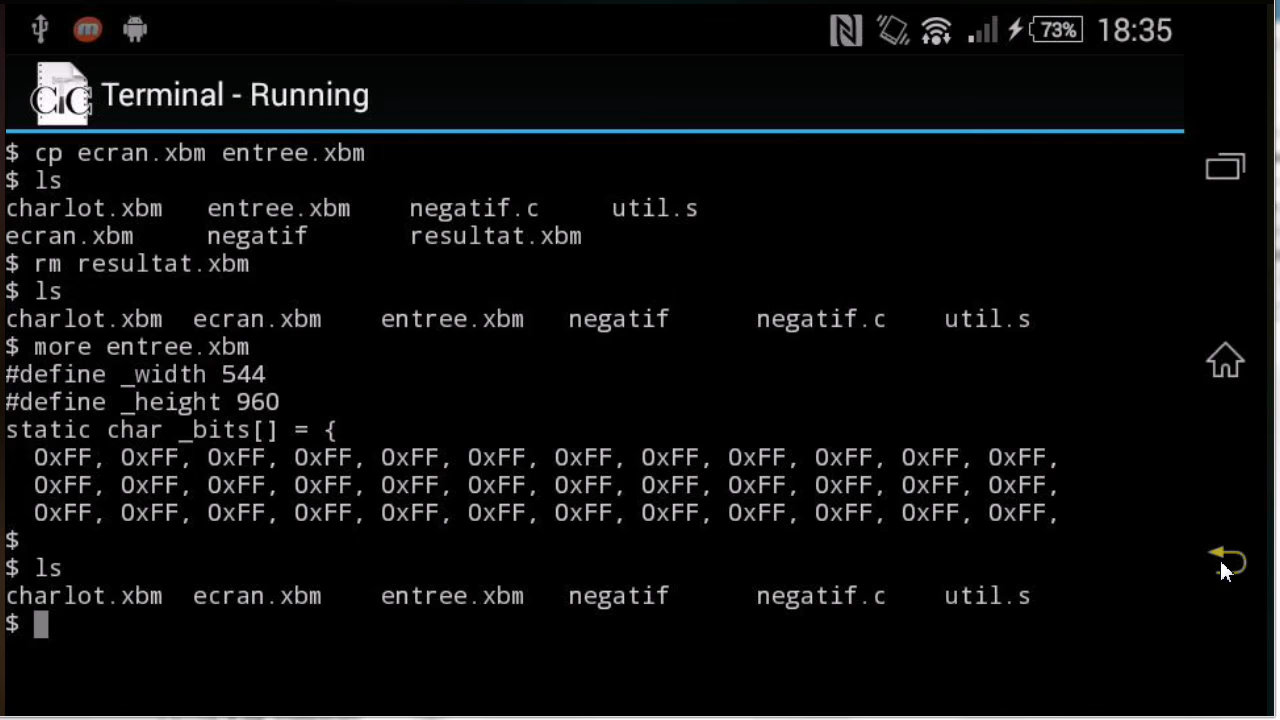 73% 18:35
CiC Terminal - Running
$ cp ecran.xbm entree.xbm
$ ls
charlot.xbm entree.xbm negatif.c util.s
ecran.xbm negatif resultat.xbm
$ rm resultat.xbm
$ ls
charlot.xbm ecran.xbm entree.xbm negatif negatif.c util.s
$ more entree.xbm
#define _width 544
#define _height 960
static char _bits[] = {
0xFF, 0xFF, 0xFF, 0xFF, 0xFF, 0xFF, 0xFF, 0xFF, 0xFF, 0xFF, 0xFF, 0xFF,
0xFF, 0xFF, 0xFF, 0xFF, 0xFF, 0xFF, 0xFF, 0xFF, 0xFF, 0xFF, 0xFF, 0xFF,
0xFF, 0xFF, 0xFF, 0xFF, 0xFF, 0xFF, 0xFF, 0xFF, 0xFF, 0xFF, 0xFF, 0xFF,
$
$ ls
charlot.xbm ecran.xbm entree.xbm negatif negatif.c util.s
$